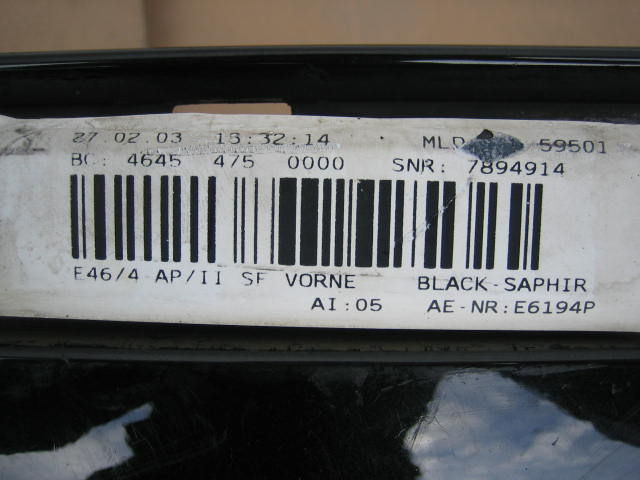 27.02.03 15:32:14 MLD 59501
BC: 4645 475 0000 SNR: 7894914
E46/4 AP/II SF VORNE BLACK-SAPHIR
AI:05 AE-NR:E6194P